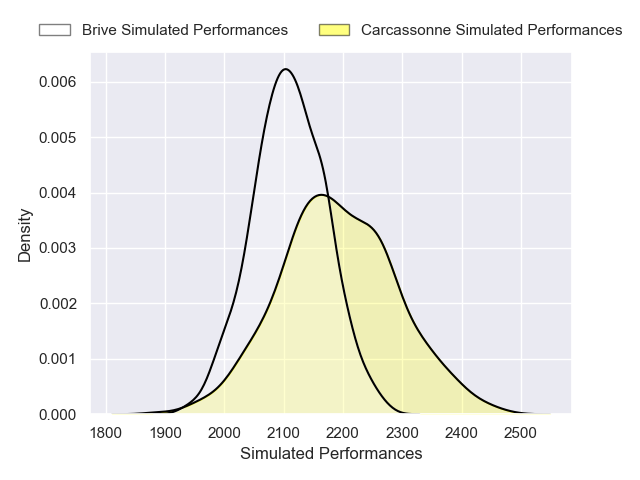 Brive Simulated Performances
Carcassonne Simulated Performances
0.006
0.005
0.004
0.003
0.002
0.001
0.000
Density
1800 1900 2000 2100 2200 2300 2400 2500
Simulated Performances